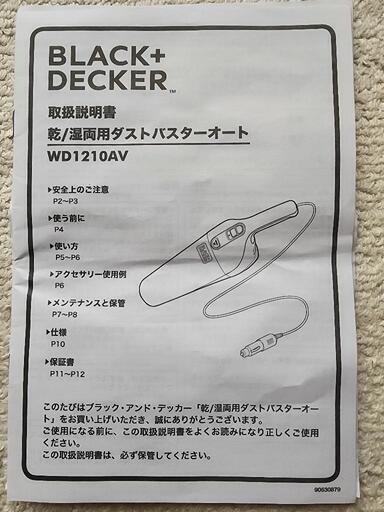 BLACK+
DECKER™
取扱説明書
乾/湿両用ダストバスターオート
WD1210AV
▶安全上のご注意
P2〜P3
▶使う前に
P4
▶使い方
P5〜P6
▶アクセサリー使用例
P6
▶メンテナンスと保管
P7〜P8
▶仕様
P10
▶保証書
P11〜P12
このたびはブラック・アンド・デッカー「乾/湿両用ダストバスターオー
ト」をお買い上げいただき、誠にありがとうございます。
ご使用になる前に、この取扱説明書をよくお読みになり正しくご使用
ください。
この取扱説明書は、必ず保管してください。
90630879